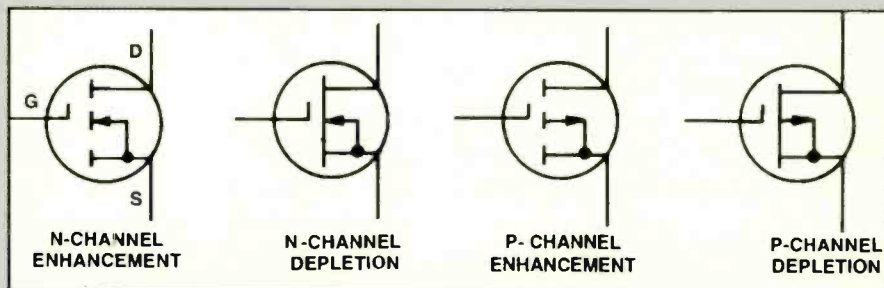 D
G
S
N-CHANNEL
ENHANCEMENT
N-CHANNEL
DEPLETION
P-CHANNEL
ENHANCEMENT
P-CHANNEL
DEPLETION